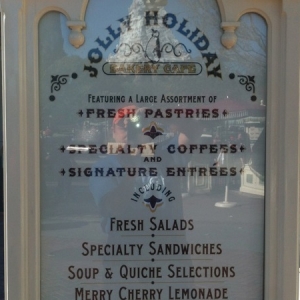 JOLLY HOLIDAY
BAKERY CAFE
FEATURING A LARGE ASSORTMENT OF
FRESH PASTRIES
SPECIALTY COFFEES
AND
SIGNATURE ENTRÉES
INCLUDING
FRESH SALADS
SPECIALTY SANDWICHES
SOUP & QUICHE SELECTIONS
MERRY CHERRY LEMONADE